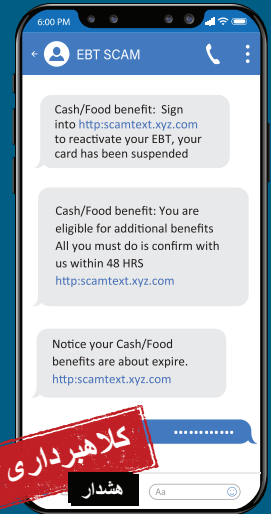 6:00 PM
EBT SCAM
Cash/Food benefit: Sign
into http:scamtext.xyz.com
to reactivate your EBT, your
card has been suspended
Cash/Food benefit: You are
eligible for additional benefits
All you must do is confirm with
us within 48 HRS
http:scamtext.xyz.com
Notice your Cash/Food
benefits are about expire.
http:scamtext.xyz.com
کلاهبرداری
هشدار
Aa